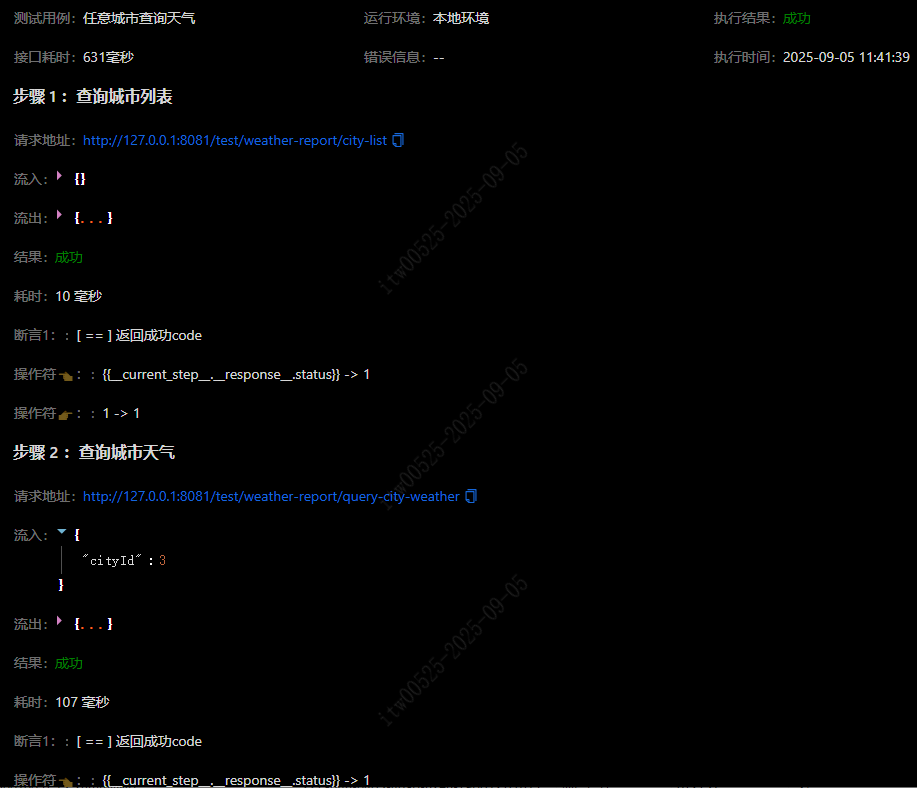 测试用例： 任意城市查询天气 运行环境： 本地环境 执行结果： 成功
接口耗时： 631毫秒 错误信息： -- 执行时间： 2025-09-05 11:41:39
步骤 1 ： 查询城市列表
请求地址： http://127.0.0.1:8081/test/weather-report/city-list
流入： {}
流出： {...}
结果： 成功
耗时： 10 毫秒
断言1： : [ == ] 返回成功code
操作符👈： : {{__current_step__.__response__.status}} -> 1
操作符👉： : 1 -> 1
步骤 2 ： 查询城市天气
请求地址： http://127.0.0.1:8081/test/weather-report/query-city-weather
流入： {
"cityId" : 3
}
流出： {...}
结果： 成功
耗时： 107 毫秒
断言1： : [ == ] 返回成功code
操作符👈： : {{__current_step__.__response__.status}} -> 1
itw00525-2025-09-05
itw00525-2025-09-05
itw00525-2025-09-05